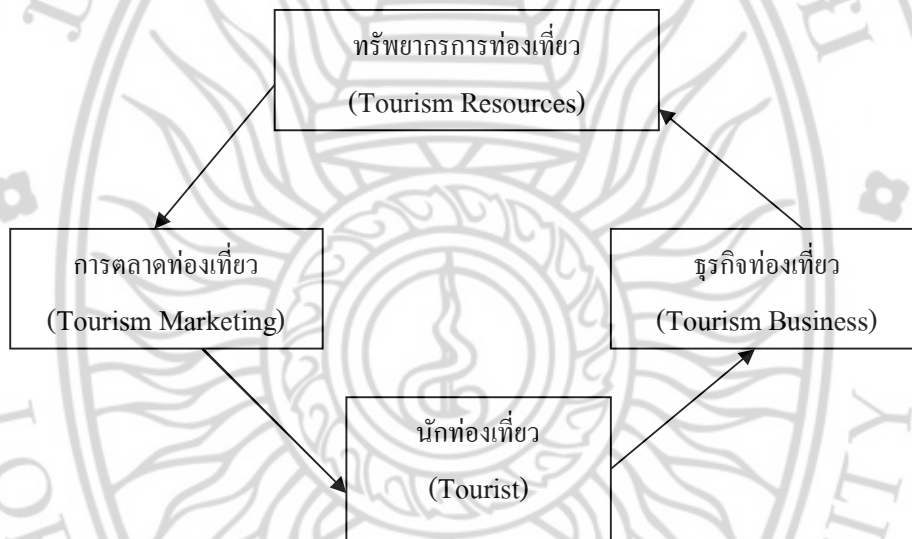 ทรัพยากรการท่องเที่ยว
(Tourism Resources)
การตลาดท่องเที่ยว
(Tourism Marketing)
ธุรกิจท่องเที่ยว
(Tourism Business)
นักท่องเที่ยว
(Tourist)